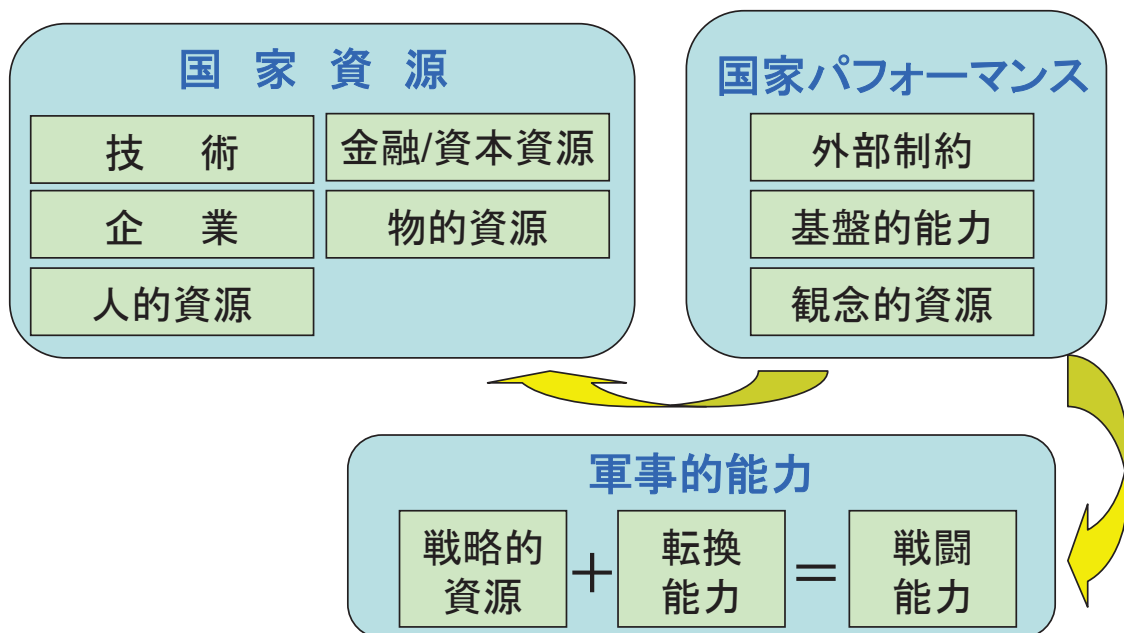 国 家 資 源
技 術
金融/資本資源
企 業
物的資源
人的資源
国家パフォーマンス
外部制約
基盤的能力
観念的資源
軍事的能力
戦略的
資源
+
転換
能力
=
戦闘
能力